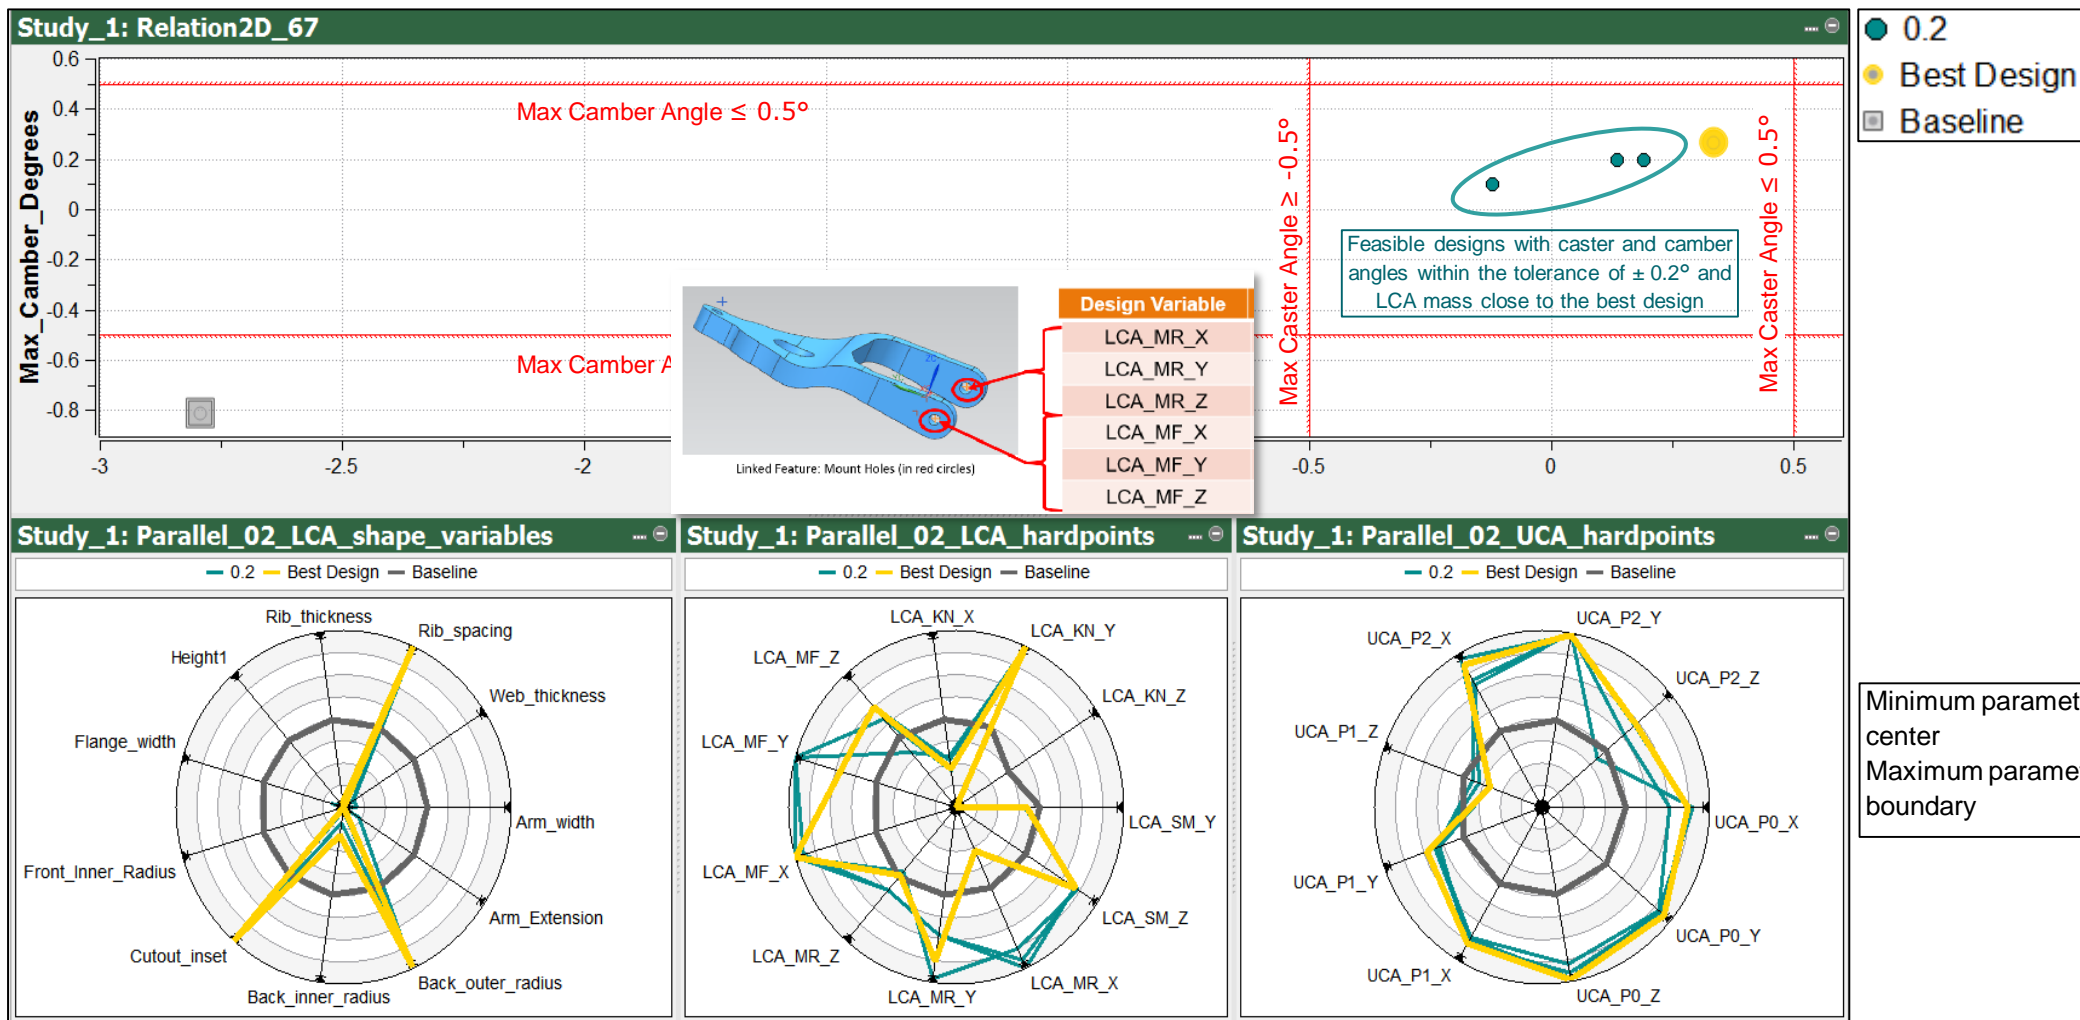 Study_1: Relation2D_67
0.6
0.4
0.2
0
-0.2
-0.4
-0.6
-0.8
Max_Camber_Degrees
Max Camber Angle ≤ 0.5°
Max Camber A
-3
-2.5
-2
-0.5
0
0.5
Max Caster Angle ≥ -0.5°
Max Caster Angle ≤ 0.5°
Feasible designs with caster and camber
angles within the tolerance of ± 0.2° and
LCA mass close to the best design
Linked Feature: Mount Holes (in red circles)
Design Variable
LCA_MR_X
LCA_MR_Y
LCA_MR_Z
LCA_MF_X
LCA_MF_Y
LCA_MF_Z
0.2
Best Design
Baseline
Study_1: Parallel_02_LCA_shape_variables
0.2 Best Design Baseline
Rib_thickness
Rib_spacing
Height1
Web_thickness
Flange_width
Arm_width
Front_Inner_Radius
Arm_Extension
Cutout_inset
Back_outer_radius
Back_inner_radius
Study_1: Parallel_02_LCA_hardpoints
0.2 Best Design Baseline
LCA_KN_X
LCA_KN_Y
LCA_MF_Z
LCA_KN_Z
LCA_MF_Y
LCA_SM_Y
LCA_MF_X
LCA_SM_Z
LCA_MR_Z
LCA_MR_X
LCA_MR_Y
Study_1: Parallel_02_UCA_hardpoints
0.2 Best Design Baseline
UCA_P2_Y
UCA_P2_X
UCA_P2_Z
UCA_P1_Z
UCA_P0_X
UCA_P1_Y
UCA_P0_Y
UCA_P1_X
UCA_P0_Z
Minimum paramet
center
Maximum parame
boundary